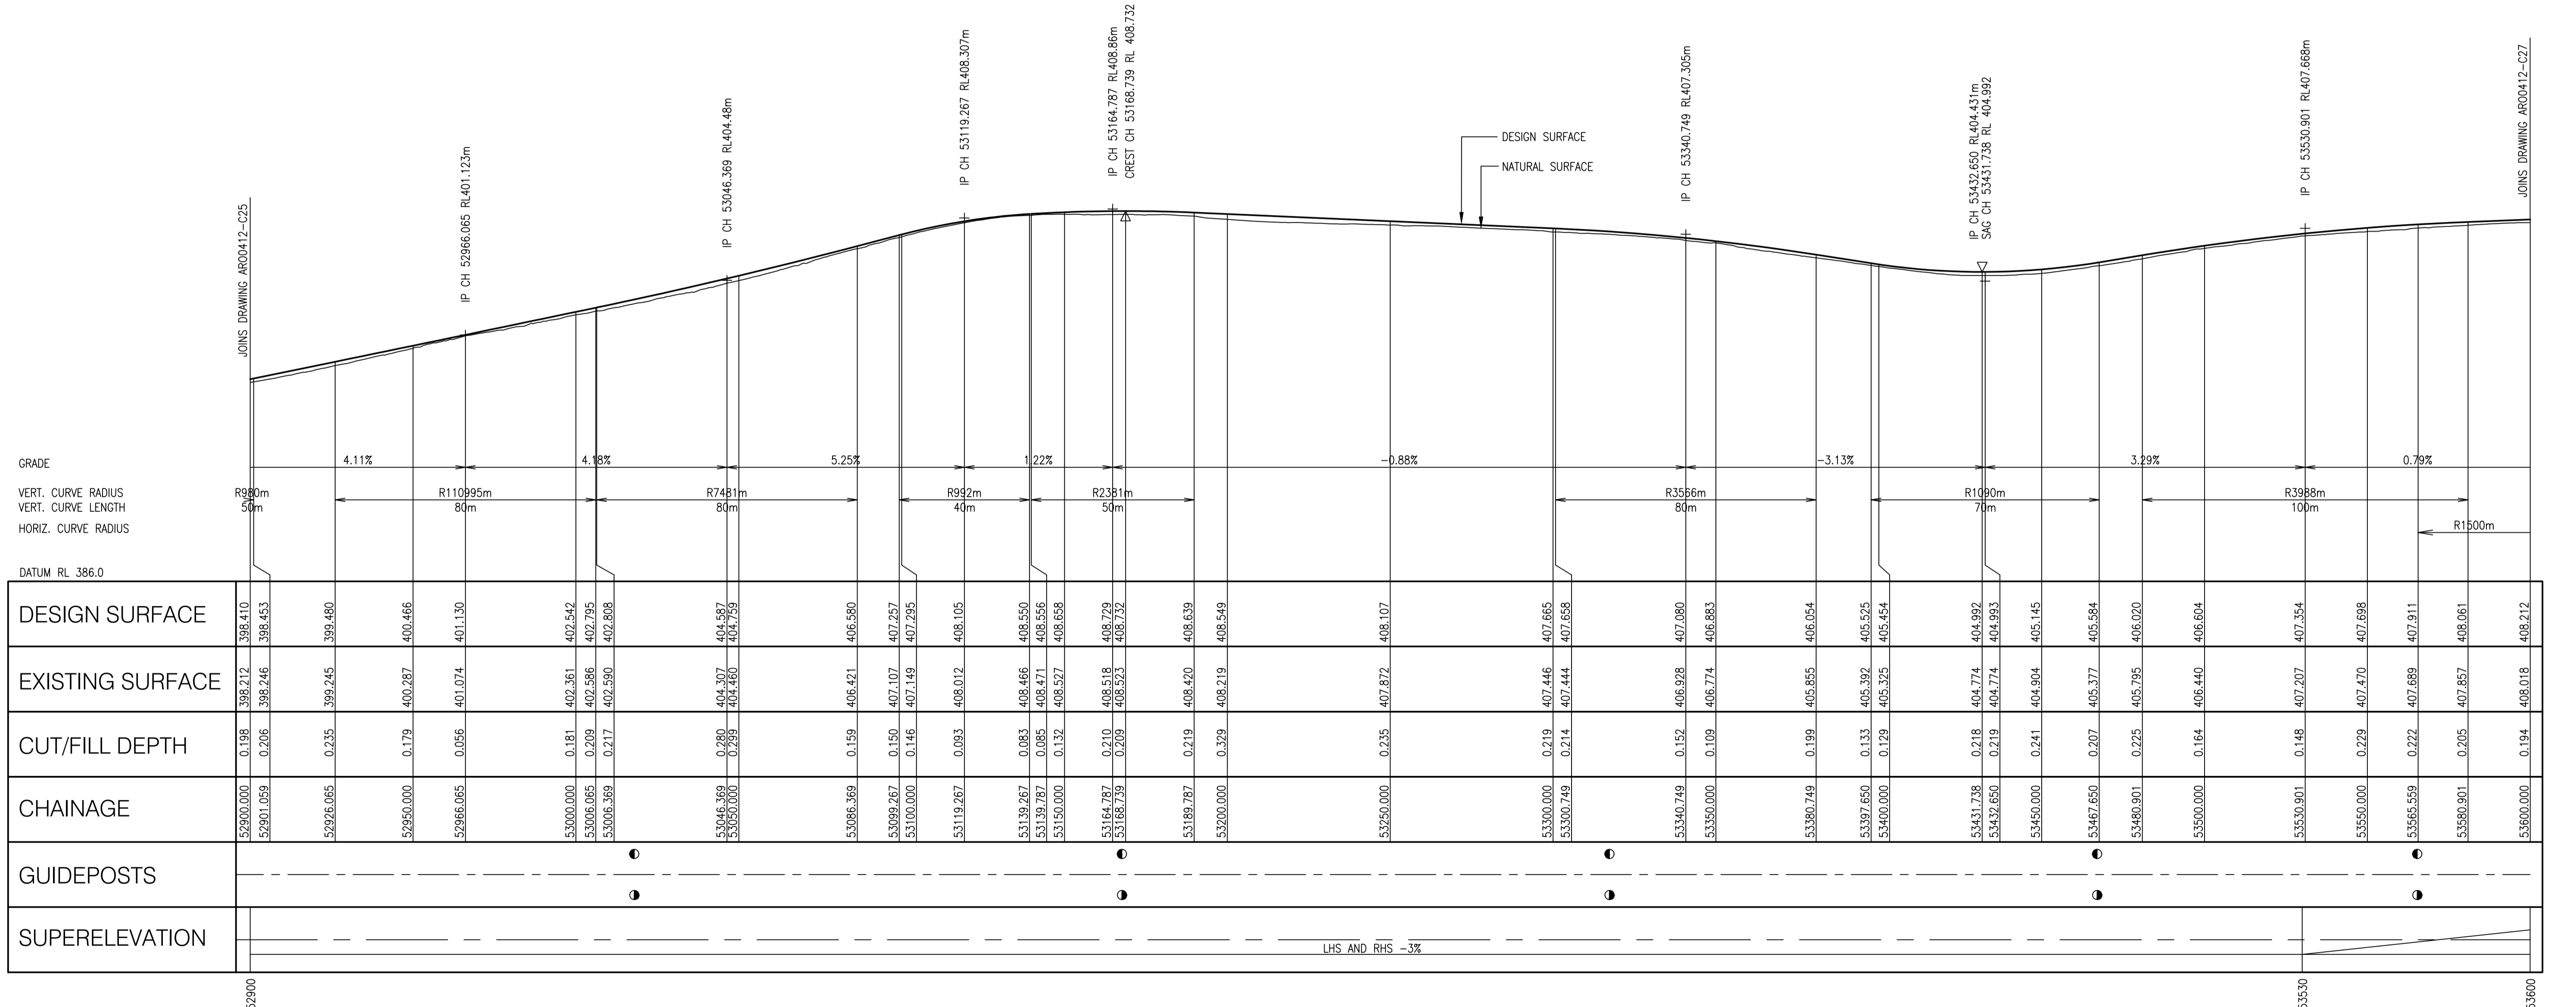 JOINS DRAWING ARO0412-C25
IP CH 52966.065 RL401.123m
IP CH 53046.369 RL404.48m
IP CH 53119.267 RL408.307m
IP CH 53164.787 RL408.86m
CREST CH 53168.739 RL 408.732
DESIGN SURFACE
NATURAL SURFACE
IP CH 53340.749 RL407.305m
IP CH 53432.650 RL404.431m
SAG CH 53431.738 RL 404.992
IP CH 53530.901 RL407.668m
JOINS DRAWING ARO0412-C27
GRADE 4.11% 4.18% 5.25% 1.22% -0.88% -3.13% 3.29% 0.79%
VERT. CURVE RADIUS R980m R110995m R7481m R992m R2381m R3566m R1090m R3988m
VERT. CURVE LENGTH 50m 80m 80m 40m 50m 80m 70m 100m
HORIZ. CURVE RADIUS R1500m
DATUM RL 386.0
DESIGN SURFACE 398.410 398.453 399.480 400.466 401.130 402.542 402.795 402.808 404.587 404.759 406.580 407.257 407.295 408.105 408.550 408.556 408.658 408.729 408.732 408.639 408.549 408.107 407.665 407.658 407.080 406.883 406.054 405.525 405.454 404.992 404.993 405.145 405.584 406.020 406.604 407.354 407.698 407.911 408.061 408.212
EXISTING SURFACE 398.212 398.246 399.245 400.287 401.074 402.361 402.586 402.590 404.307 404.460 406.421 407.107 407.149 408.012 408.466 408.471 408.527 408.518 408.523 408.420 408.219 407.872 407.446 407.444 406.928 406.774 405.855 405.392 405.325 404.774 404.774 404.904 405.377 405.795 406.440 407.207 407.470 407.689 407.857 408.018
CUT/FILL DEPTH 0.198 0.206 0.235 0.179 0.056 0.181 0.209 0.217 0.280 0.299 0.159 0.150 0.146 0.093 0.083 0.085 0.132 0.210 0.209 0.219 0.329 0.235 0.219 0.214 0.152 0.109 0.199 0.133 0.129 0.218 0.219 0.241 0.207 0.225 0.164 0.148 0.229 0.222 0.205 0.194
CHAINAGE 52900.000 52901.059 52926.065 52950.000 52966.065 53000.000 53006.065 53006.369 53046.369 53050.000 53086.369 53099.267 53100.000 53119.267 53139.267 53139.787 53150.000 53164.787 53168.739 53189.787 53200.000 53250.000 53300.000 53300.749 53340.749 53350.000 53380.749 53397.650 53400.000 53431.738 53432.650 53450.000 53467.650 53480.901 53500.000 53530.901 53550.000 53565.559 53580.901 53600.000
GUIDEPOSTS
SUPERELEVATION
LHS AND RHS -3%
52900 53530 53600